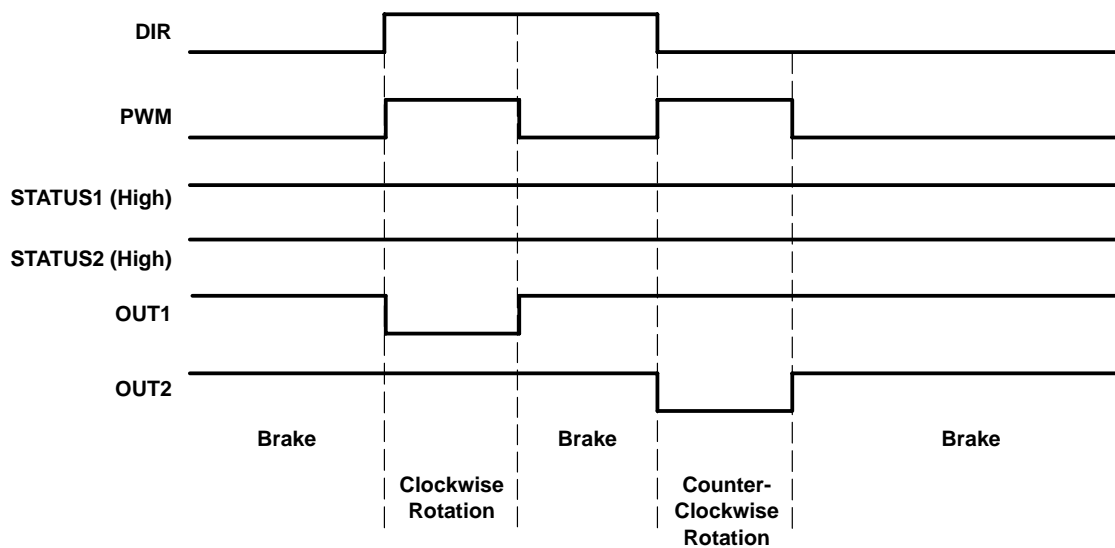 DIR
PWM
STATUS1 (High)
STATUS2 (High)
OUT1
OUT2
Brake
Brake
Brake
Clockwise
Rotation
Counter-
Clockwise
Rotation